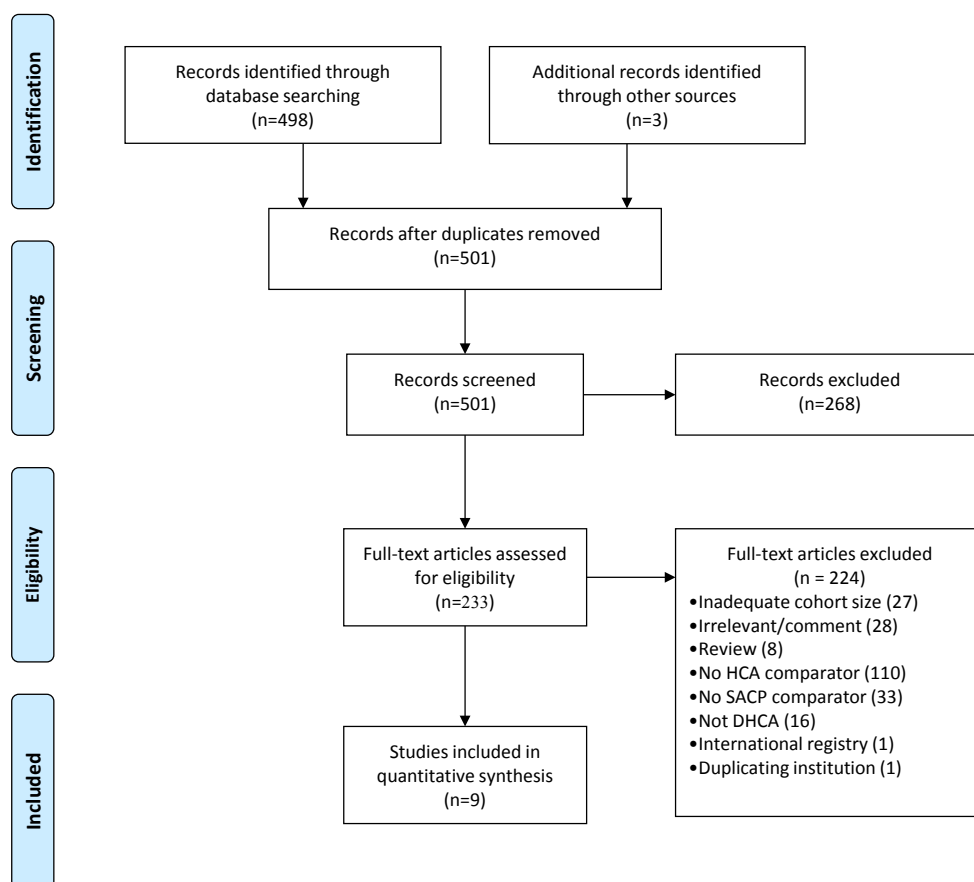 Identification
Records identified through
database searching
(n=498)
Additional records identified
through other sources
(n=3)
Records after duplicates removed
(n=501)
Screening
Records screened
(n=501)
Records excluded
(n=268)
Eligibility
Full-text articles assessed
for eligibility
(n=233)
Full-text articles excluded
(n = 224)
•Inadequate cohort size (27)
•Irrelevant/comment (28)
•Review (8)
•No HCA comparator (110)
•No SACP comparator (33)
•Not DHCA (16)
•International registry (1)
•Duplicating institution (1)
Included
Studies included in
quantitative synthesis
(n=9)